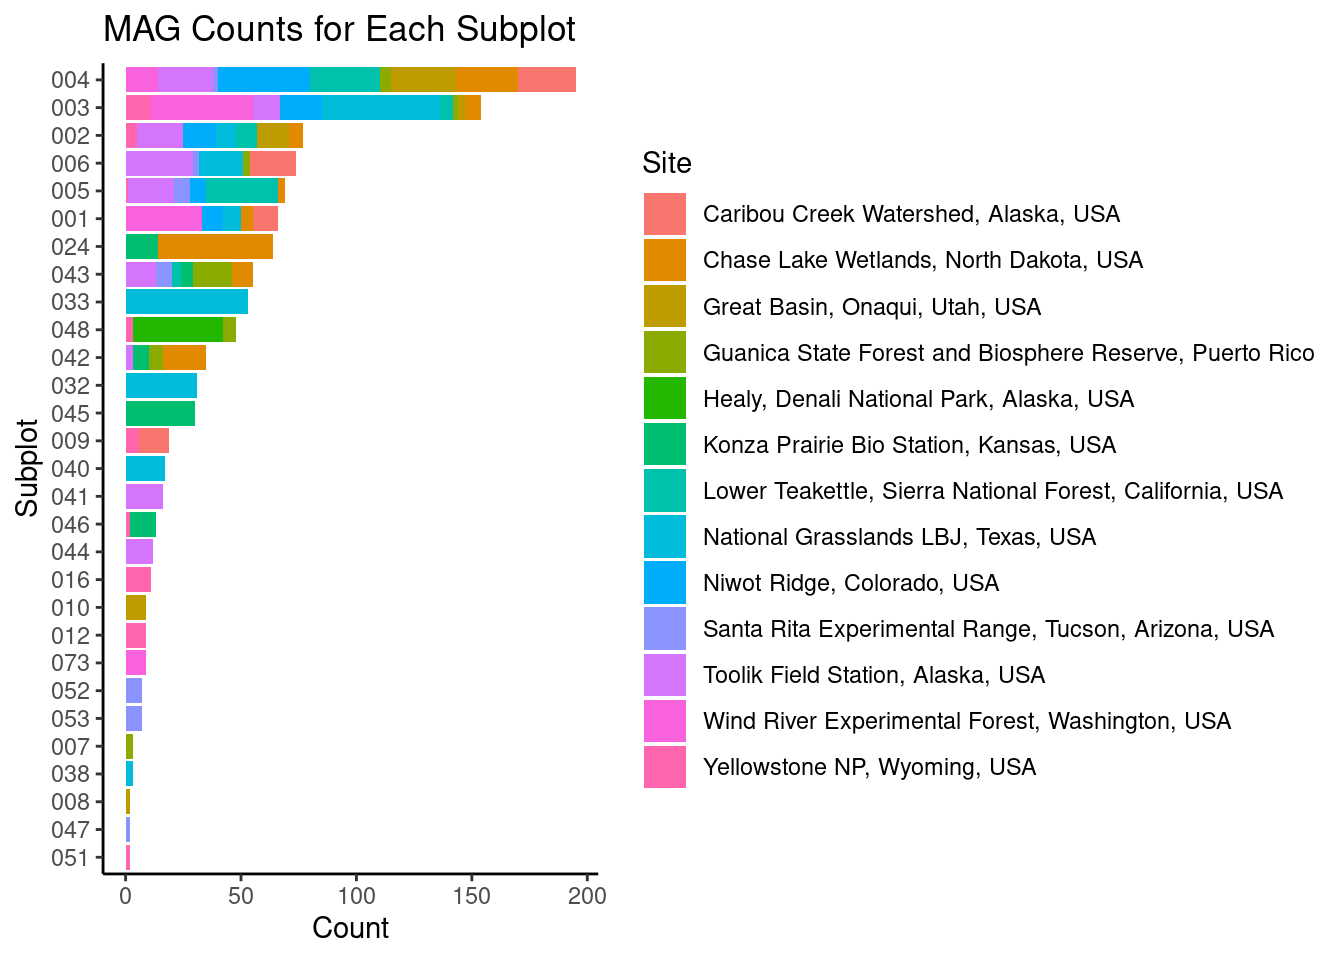 MAG Counts for Each Subplot
004
003
002
006
005
001
024
043
033
048
042
032
045
009
040
041
046
044
016
010
012
073
052
053
007
038
008
047
051
Subplot
0 50 100 150 200
Count
Site
Caribou Creek Watershed, Alaska, USA
Chase Lake Wetlands, North Dakota, USA
Great Basin, Onaqui, Utah, USA
Guanica State Forest and Biosphere Reserve, Puerto Rico
Healy, Denali National Park, Alaska, USA
Konza Prairie Bio Station, Kansas, USA
Lower Teakettle, Sierra National Forest, California, USA
National Grasslands LBJ, Texas, USA
Niwot Ridge, Colorado, USA
Santa Rita Experimental Range, Tucson, Arizona, USA
Toolik Field Station, Alaska, USA
Wind River Experimental Forest, Washington, USA
Yellowstone NP, Wyoming, USA